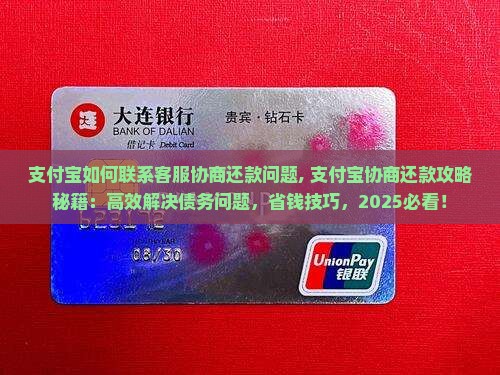 大连银行
BANK OF DALIAN
借记卡 Debit Card
贵宾·钻石卡
支付宝如何联系客服协商还款问题, 支付宝协商还款攻略
秘籍：高效解决债务问题，省钱技巧，2025必看！
08/30
UnionPay
银联